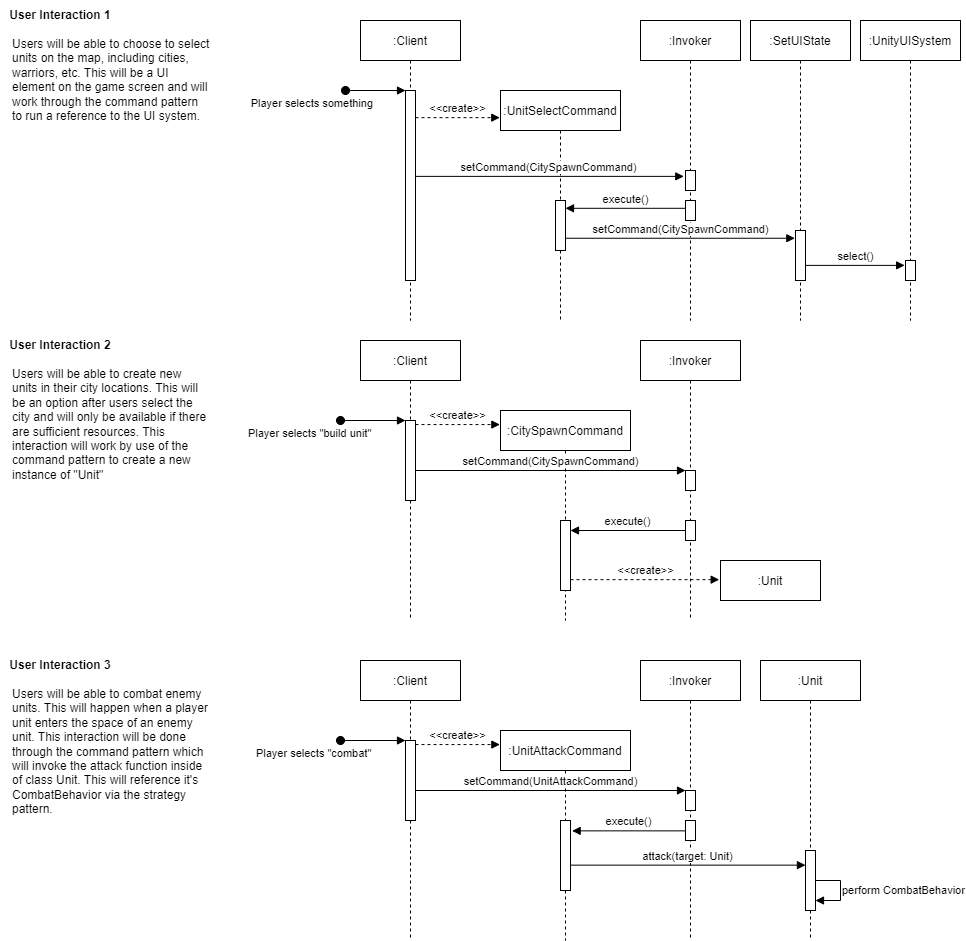 User Interaction 1
Users will be able to choose to select
units on the map, including cities,
warriors, etc. This will be a UI
element on the game screen and will
work through the command pattern
to run a reference to the UI system.
:Client
:Invoker
:SetUIState
:UnityUISystem
Player selects something
<<create>>
:UnitSelectCommand
setCommand(CitySpawnCommand)
execute()
setCommand(CitySpawnCommand)
select()
User Interaction 2
Users will be able to create new
units in their city locations. This will
be an option after users select the
city and will only be available if there
are sufficient resources. This
interaction will work by use of the
command pattern to create a new
instance of "Unit"
:Client
:Invoker
Player selects "build unit"
<<create>>
:CitySpawnCommand
setCommand(CitySpawnCommand)
execute()
<<create>>
:Unit
User Interaction 3
Users will be able to combat enemy
units. This will happen when a player
unit enters the space of an enemy
unit. This interaction will be done
through the command pattern which
will invoke the attack function inside
of class Unit. This will reference it's
CombatBehavior via the strategy
pattern.
:Client
:Invoker
:Unit
Player selects "combat"
<<create>>
:UnitAttackCommand
setCommand(UnitAttackCommand)
execute()
attack(target: Unit)
perform CombatBehavior